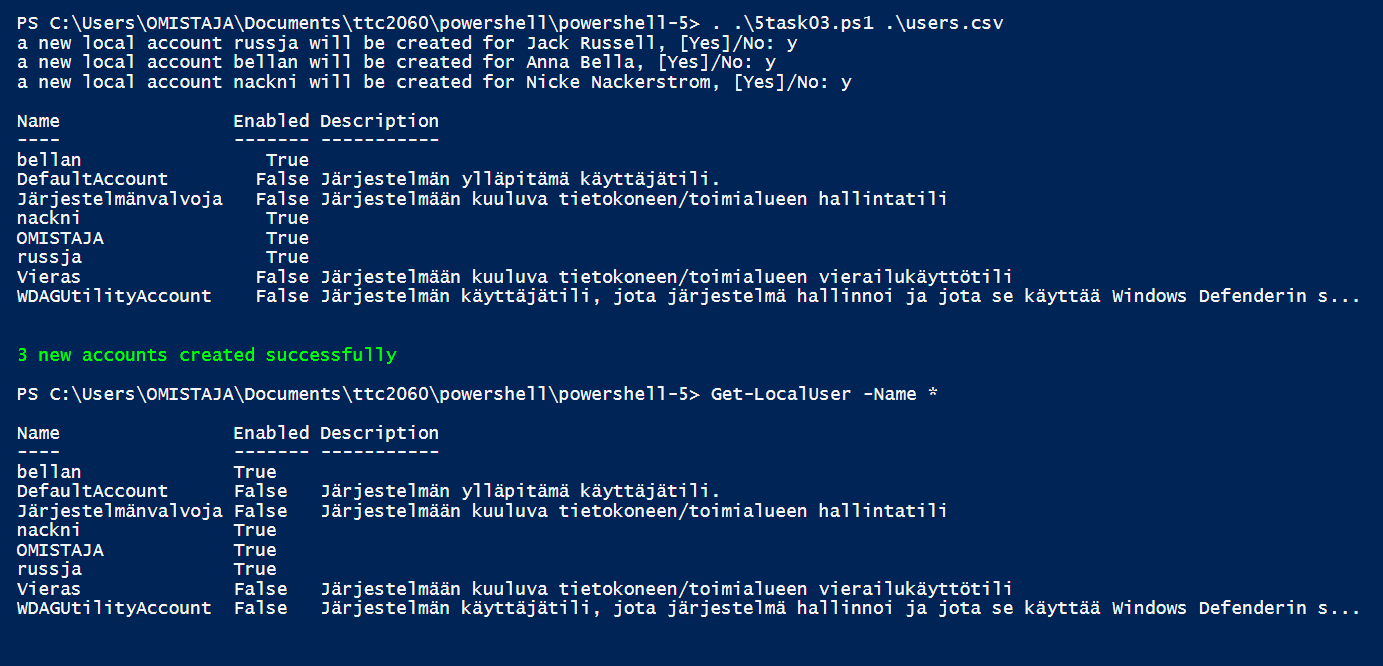 PS C:\Users\OMISTAJA\Documents\ttc2060\powershell\powershell-5> . .\5task03.ps1 .\users.csv
a new local account russja will be created for Jack Russell, [Yes]/No: y
a new local account bellan will be created for Anna Bella, [Yes]/No: y
a new local account nackni will be created for Nicke Nackerstrom, [Yes]/No: y
Name                Enabled Description
----                ------- -----------
bellan                 True
DefaultAccount        False Järjestelmän ylläpitämä käyttäjätili.
Järjestelmänvalvoja   False Järjestelmään kuuluva tietokoneen/toimialueen hallintatili
nackni                 True
OMISTAJA               True
russja                 True
Vieras                False Järjestelmään kuuluva tietokoneen/toimialueen vierailukäyttötili
WDAGUtilityAccount    False Järjestelmän käyttäjätili, jota järjestelmä hallinnoi ja jota se käyttää Windows Defenderin s...
3 new accounts created successfully
PS C:\Users\OMISTAJA\Documents\ttc2060\powershell\powershell-5> Get-LocalUser -Name *
Name                Enabled Description
----                ------- -----------
bellan              True
DefaultAccount      False   Järjestelmän ylläpitämä käyttäjätili.
Järjestelmänvalvoja False   Järjestelmään kuuluva tietokoneen/toimialueen hallintatili
nackni              True
OMISTAJA            True
russja              True
Vieras              False   Järjestelmään kuuluva tietokoneen/toimialueen vierailukäyttötili
WDAGUtilityAccount  False   Järjestelmän käyttäjätili, jota järjestelmä hallinnoi ja jota se käyttää Windows Defenderin s...